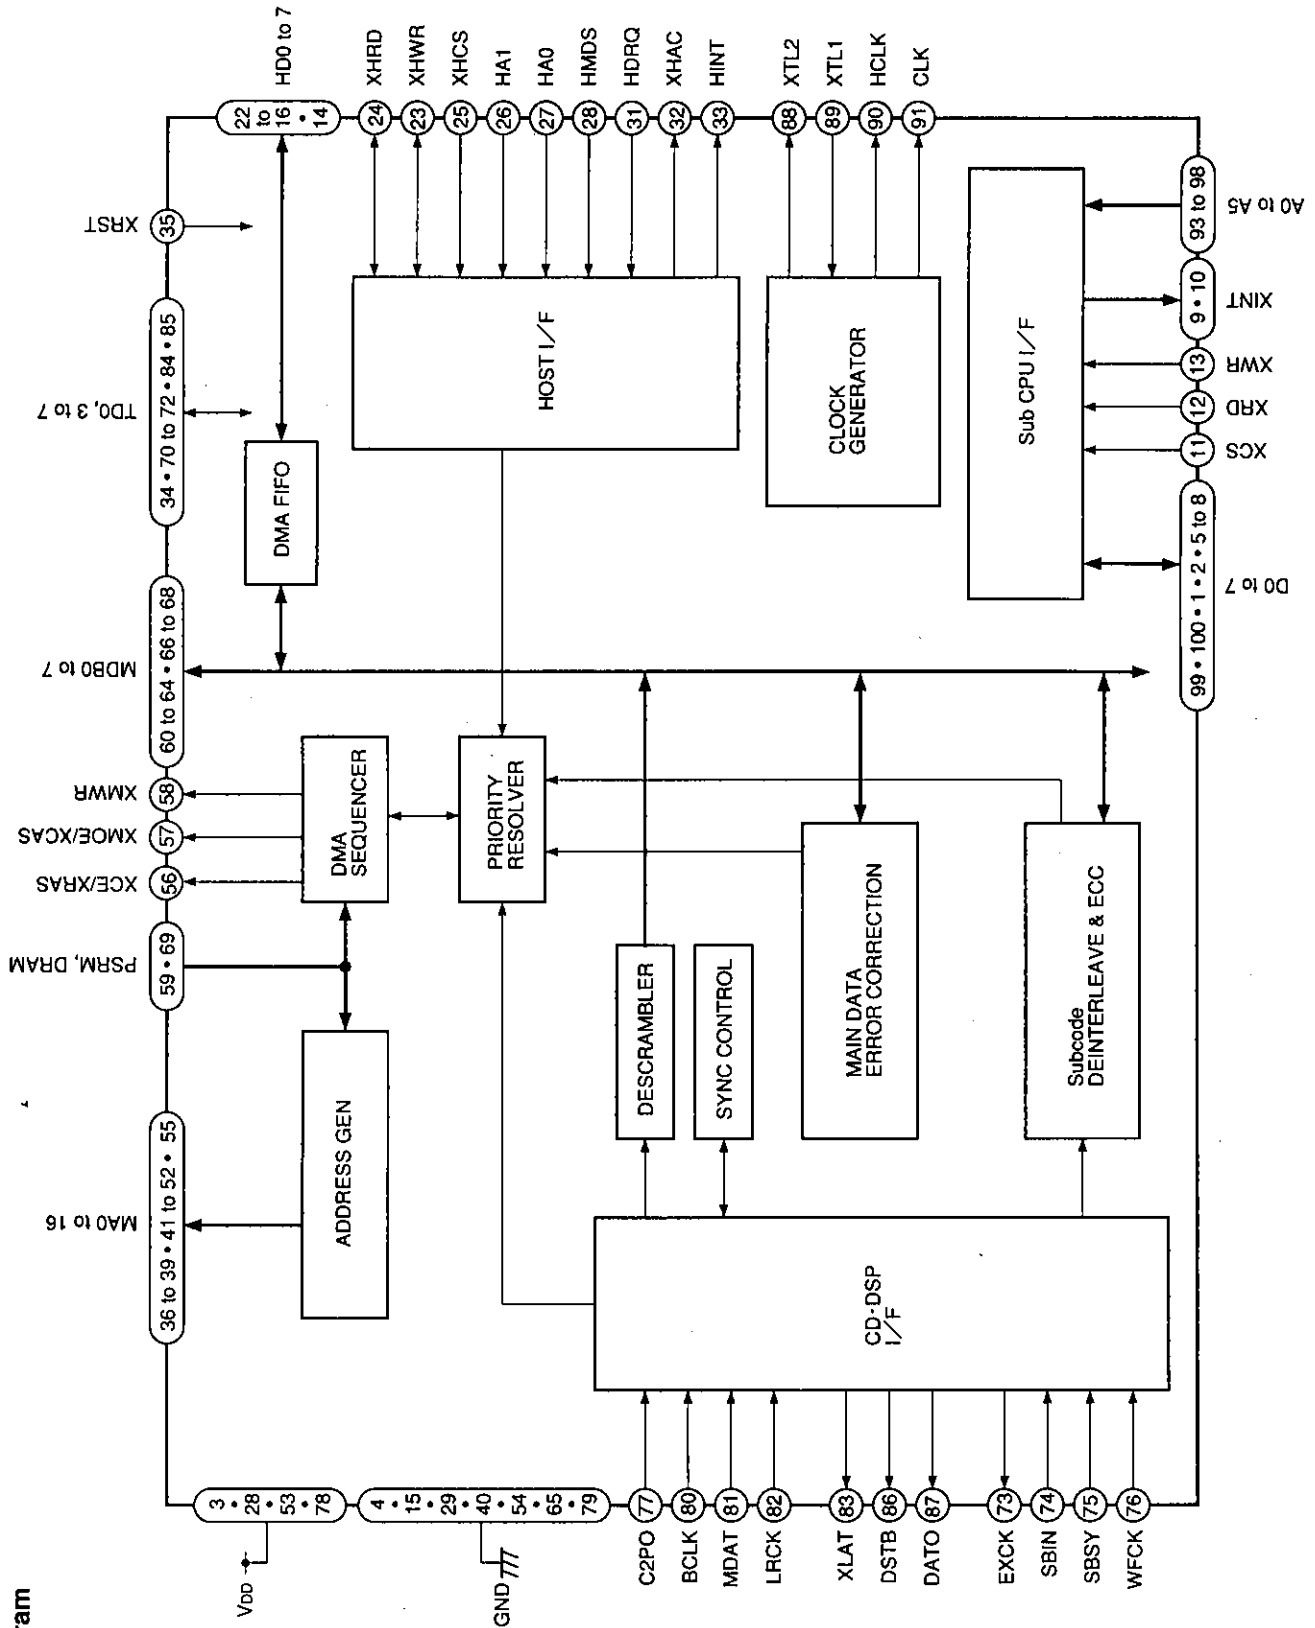 ram
XRST
35
TD0, 3 to 7
34 • 70 to 72 • 84 • 85
MDB0 to 7
60 to 64 • 66 to 68
XMWR
58
XMOE/XCAS
57
XCE/XRAS
56
PSRM, DRAM
59 • 69
MA0 to 16
36 to 39 • 41 to 52 • 55
22
to
16
•
14
HD0 to 7
24 XHRD
23 XHWR
25 XHCS
26 HA1
27 HA0
28 HMDS
31 HDRQ
32 XHAC
33 HINT
88 XTL2
89 XTL1
90 HCLK
91 CLK
DMA FIFO
HOST I/F
CLOCK
GENERATOR
Sub CPU I/F
DMA
SEQUENCER
PRIORITY
RESOLVER
ADDRESS GEN
DESCRAMBLER
SYNC CONTROL
MAIN DATA
ERROR CORRECTION
Subcode
DEINTERLEAVE & ECC
CD-DSP
I/F
3 • 28 • 53 • 78
VDD
4 • 15 • 29 • 40 • 54 • 65 • 79
GND
C2PO 77
BCLK 80
MDAT 81
LRCK 82
XLAT 83
DSTB 86
DATO 87
EXCK 73
SBIN 74
SBSY 75
WFCK 76
93 to 98
A0 to A5
9 • 10
XINT
13
XWR
12
XRD
11
XCS
99 • 100 • 1 • 2 • 5 to 8
D0 to 7